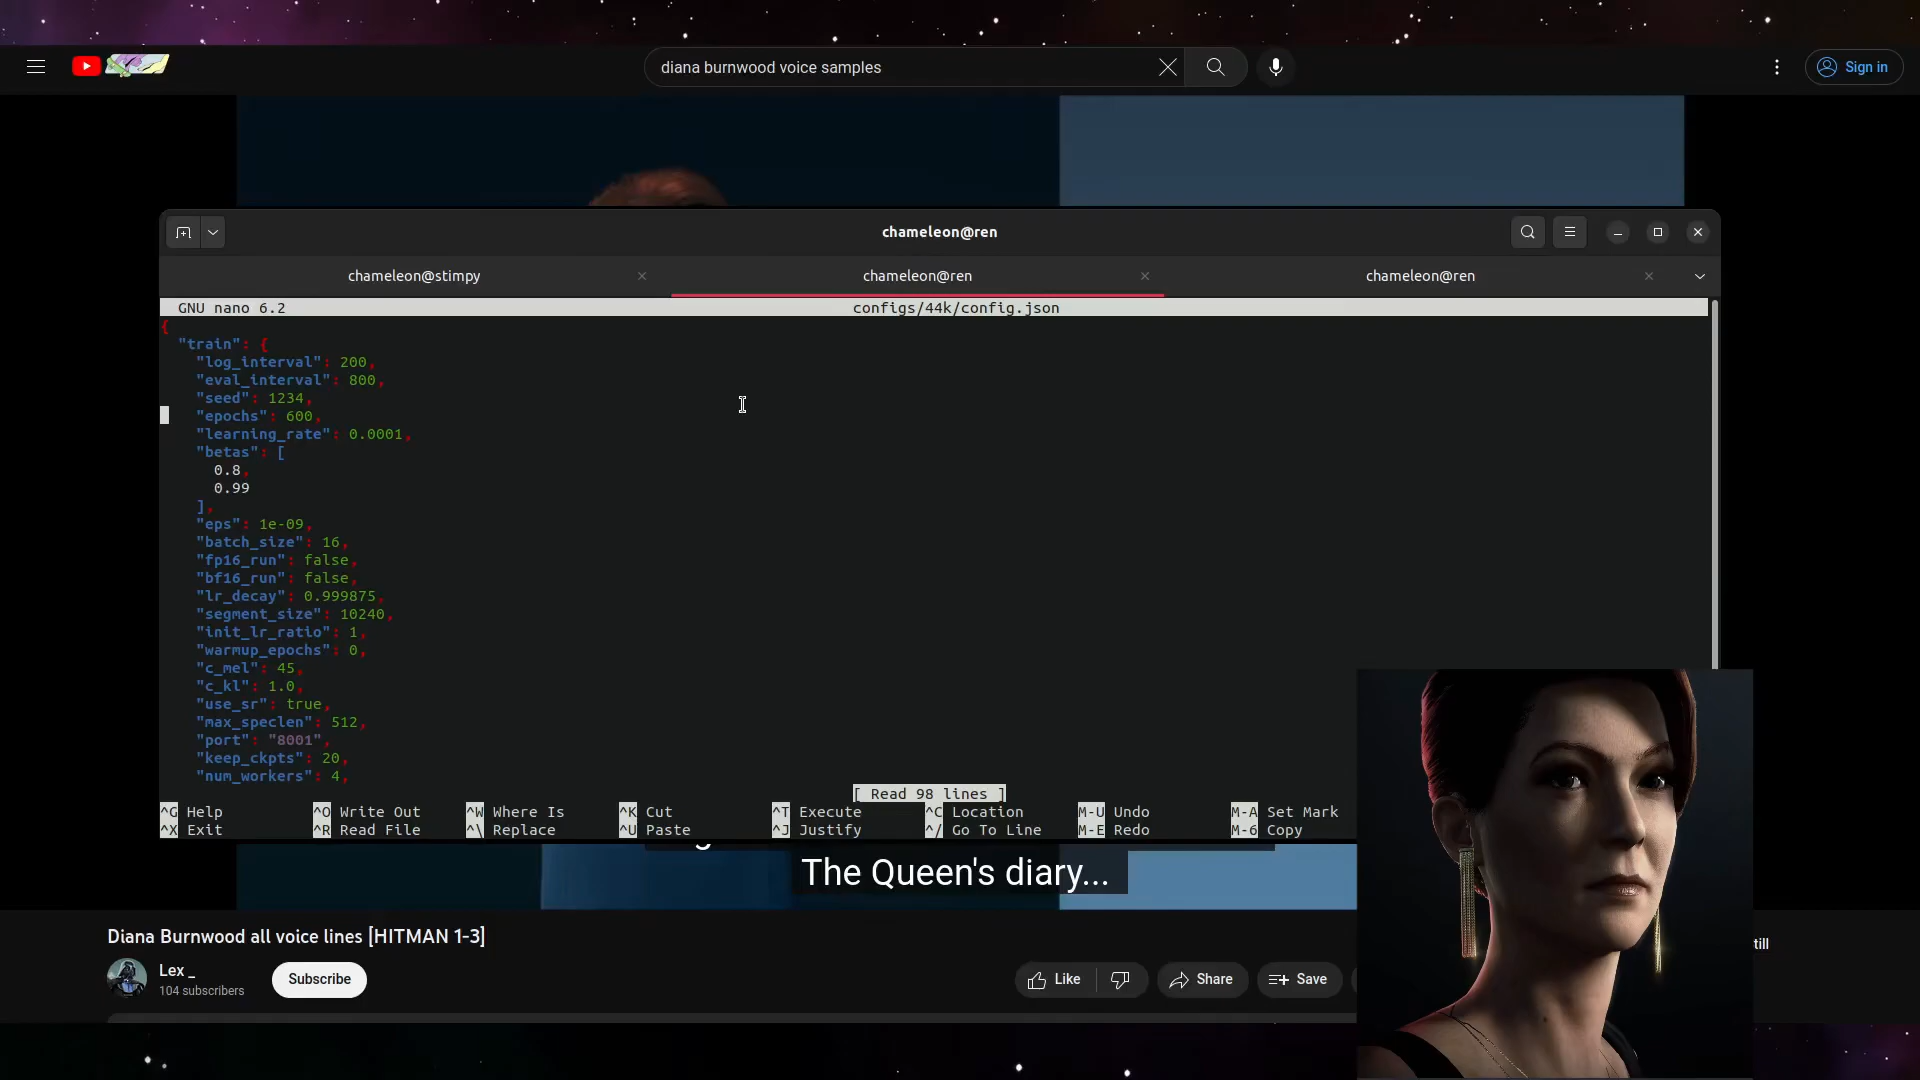 diana burnwood voice samples
Sign in
chameleon@ren
chameleon@stimpy
chameleon@ren
chameleon@ren
GNU nano 6.2 configs/44k/config.json
{
"train": {
"log_interval": 200,
"eval_interval": 800,
"seed": 1234,
"epochs": 600,
"learning_rate": 0.0001,
"betas": [
0.8,
0.99
],
"eps": 1e-09,
"batch_size": 16,
"fp16_run": false,
"bf16_run": false,
"lr_decay": 0.999875,
"segment_size": 10240,
"init_lr_ratio": 1,
"warmup_epochs": 0,
"c_mel": 45,
"c_kl": 1.0,
"use_sr": true,
"max_speclen": 512,
"port": "8001",
"keep_ckpts": 20,
"num_workers": 4,
[ Read 98 lines ]
^G Help ^O Write Out ^W Where Is ^K Cut ^T Execute ^C Location M-U Undo M-A Set Mark
^X Exit ^R Read File ^\ Replace ^U Paste ^J Justify ^/ Go To Line M-E Redo M-6 Copy
The Queen's diary...
Diana Burnwood all voice lines [HITMAN 1-3]
Lex _
104 subscribers
Subscribe
Like
Share
Save